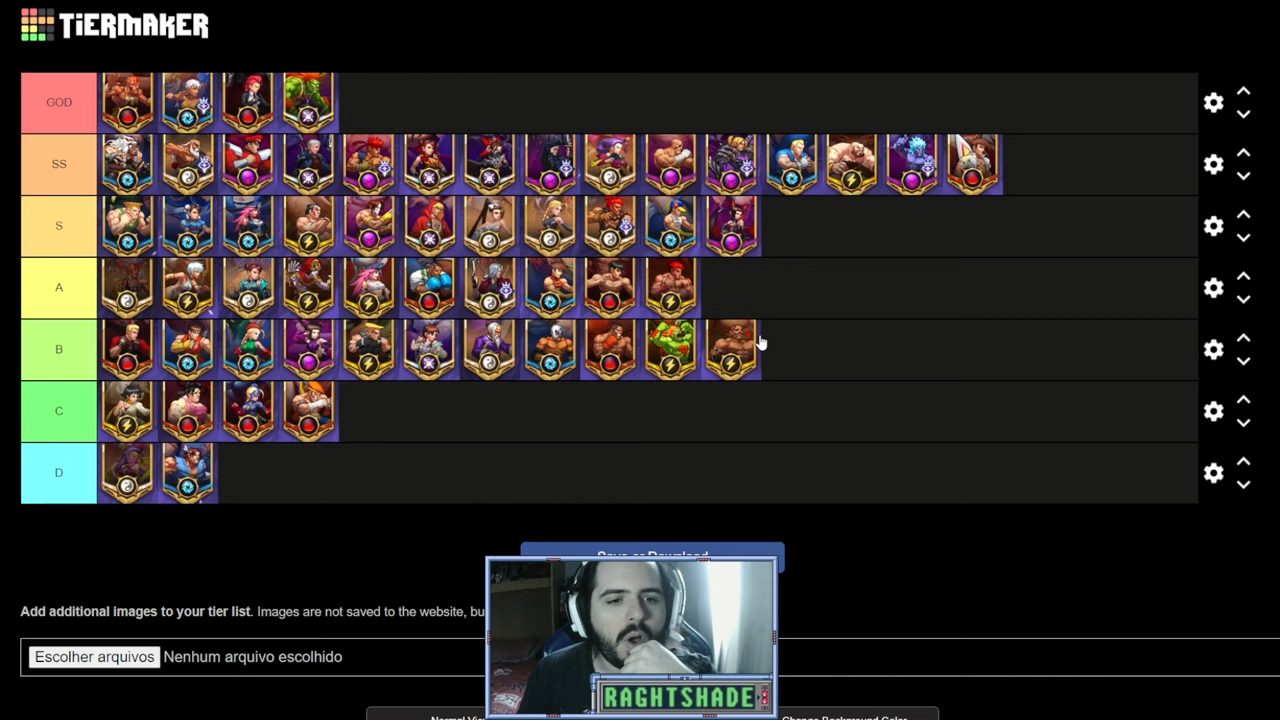 TiERMAKER
GOD
SS
S
A
B
C
D
Add additional images to your tier list. Images are not saved to the website, bu
Escolher arquivos Nenhum arquivo escolhido
RAGHTSHADE